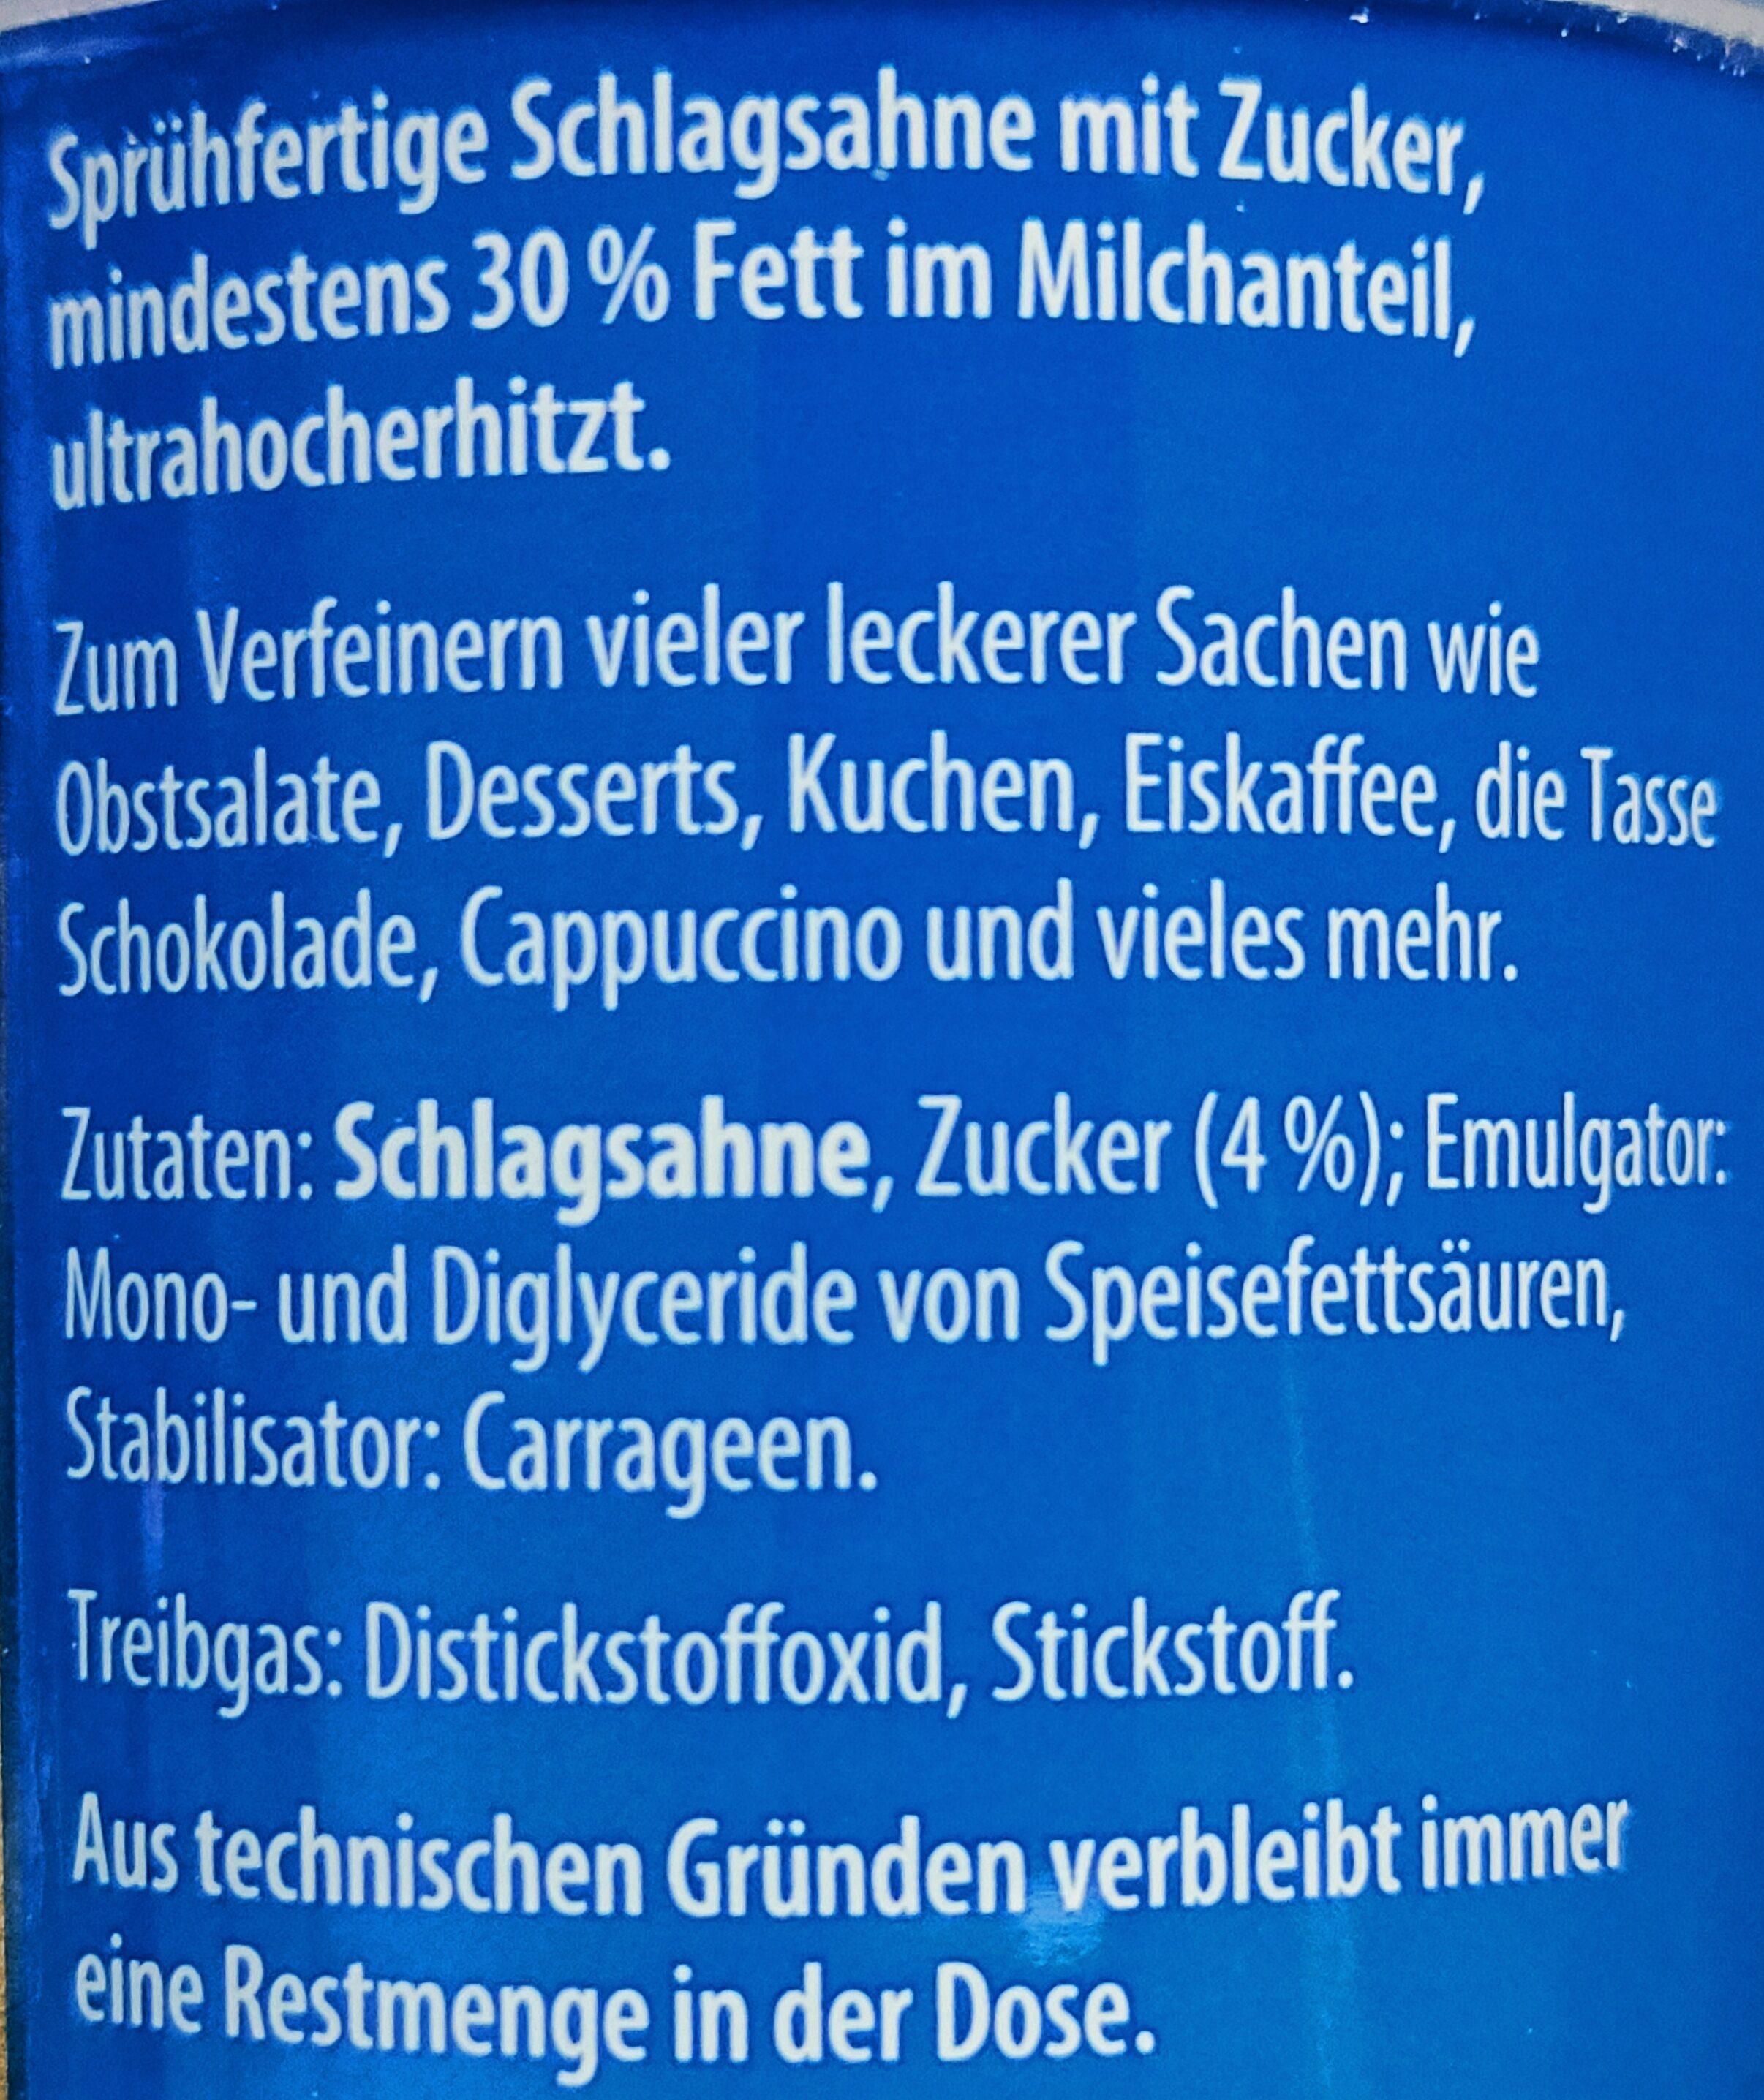 Sprühfertige Schlagsahne mit Zucker,
mindestens 30 % Fett im Milchanteil,
ultrahocherhitzt.
Zum Verfeinern vieler leckerer Sachen wie
Obstsalate, Desserts, Kuchen, Eiskaffee, die Tasse
Schokolade, Cappuccino und vieles mehr.
Zutaten: Schlagsahne, Zucker (4 %); Emulgator:
Mono- und Diglyceride von Speisefettsäuren,
Stabilisator: Carrageen.
Treibgas: Distickstoffoxid, Stickstoff.
Aus technischen Gründen verbleibt immer
eine Restmenge in der Dose.